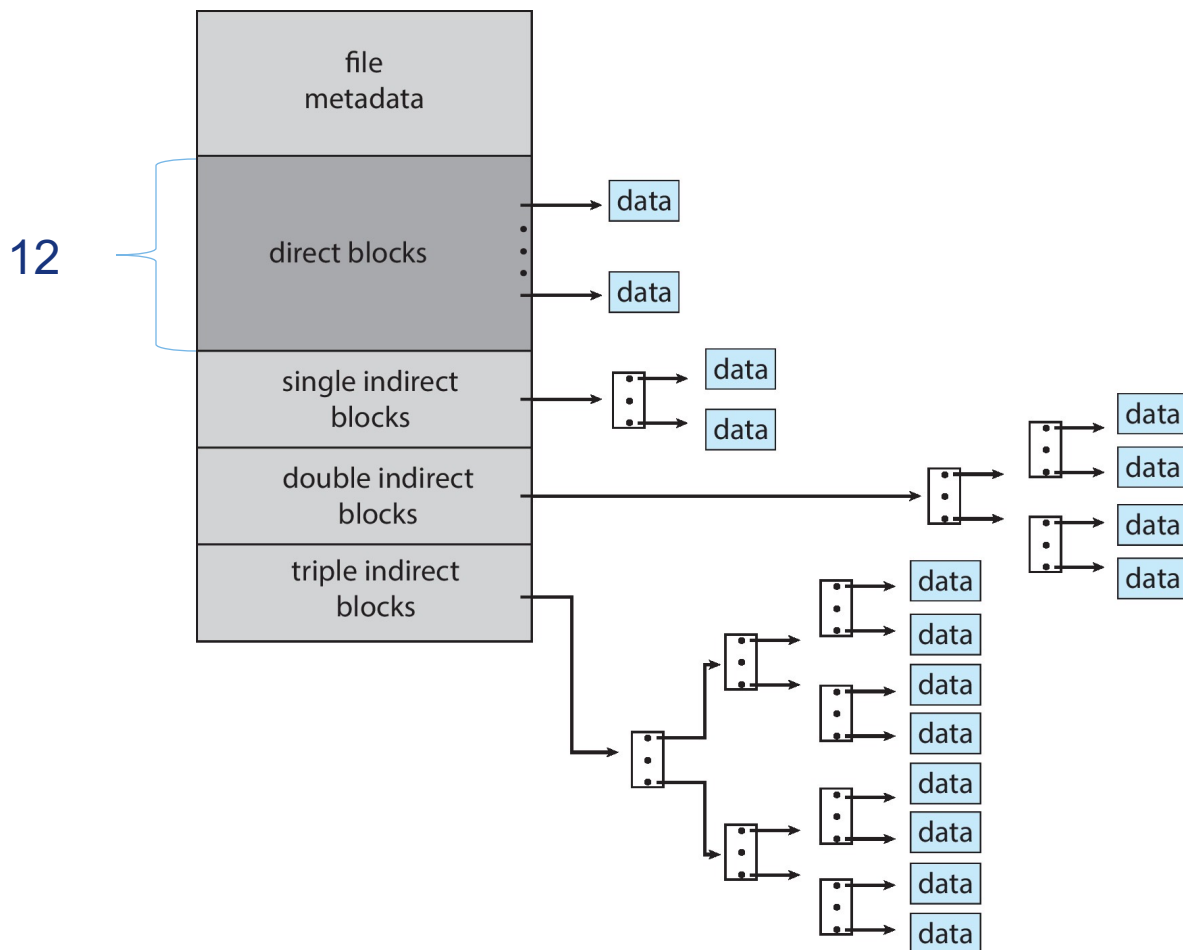 file
metadata
data
12
direct blocks
data
single indirect
blocks
data
data
double indirect
blocks
data
data
data
data
triple indirect
blocks
data
data
data
data
data
data
data
data